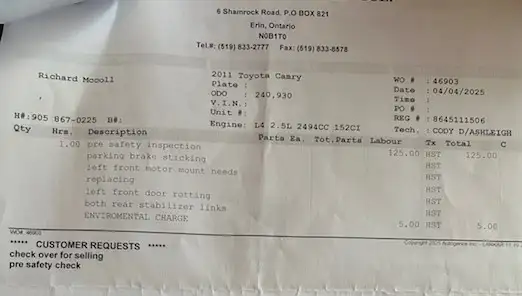 6 Shamrock Road, P.O BOX 821
Erin, Ontario
N0B1T0
Tel.#: (519) 833-2777 Fax: (519) 833-8578
Richard Mccoll
2011 Toyota Camry
Plate :
ODO : 240,930
V.I.N.:
Unit #:
Engine: L4 2.5L 2494CC 152CI
WO # : 46903
Date : 04/04/2025
Time :
PO # :
REG # : 8645111506
Tech. : CODY D/ASHLEIGH
H#:905 867-0225 B#:
Qty Hrs. Description Parts Ea. Tot.Parts Labour Tx Total C
1.00 pre safety inspection 125.00 HST 125.00
parking brake sticking HST
left front motor mount needs HST
replacing
left front door rotting HST
both rear stabilizer links HST
ENVIROMENTAL CHARGE 5.00 HST 5.00
WO#: 46903
***** CUSTOMER REQUESTS *****
check over for selling
pre safety check